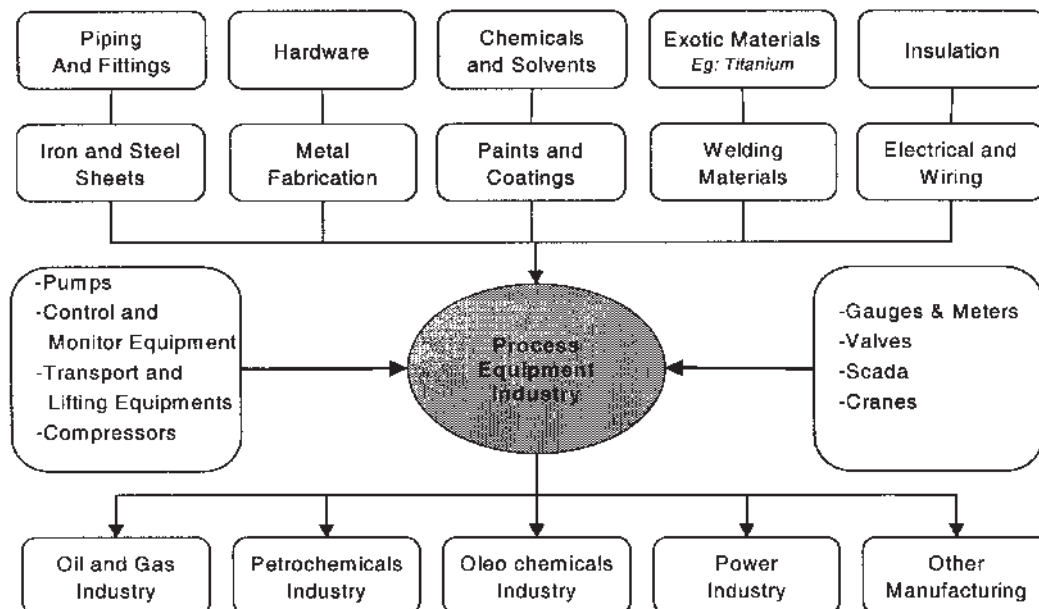 Piping
And Fittings
Hardware
Chemicals
and Solvents
Exotic Materials
Eg: Titanium
Insulation
Iron and Steel
Sheets
Metal
Fabrication
Paints and
Coatings
Welding
Materials
Electrical and
Wiring
-Pumps
-Control and
Monitor Equipment
-Transport and
Lifting Equipments
-Compressors
Process
Equipment
Industry
-Gauges & Meters
-Valves
-Scada
-Cranes
Oil and Gas
Industry
Petrochemicals
Industry
Oleo chemicals
Industry
Power
Industry
Other
Manufacturing